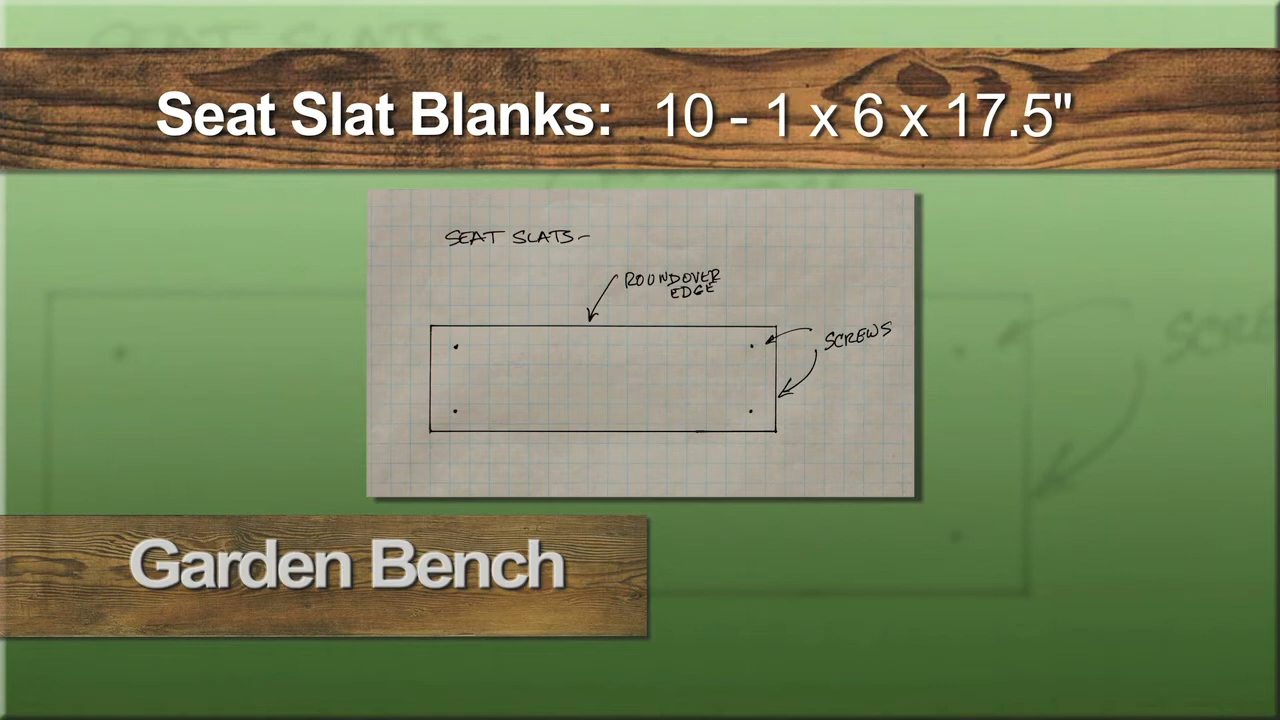 Seat Slat Blanks: 10 - 1 x 6 x 17.5"
SEAT SLATS-
ROUNDOVER
EDGE
SCREWS
Garden Bench